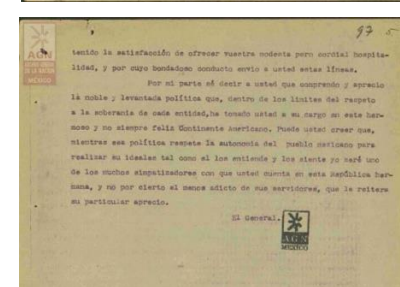 97
AGN
MÉXICO
tenido la satisfacción de ofrecer vuestra modesta pero cordial hospita-
lidad, y por cuyo bondadoso conducto envío a usted estas líneas.
Por mi parte sé decir a usted que comprendo y aprecio
la noble y levantada política que, dentro de los límites del respeto
a la soberanía de cada entidad, ha tomado usted a su cargo en este her-
moso y no siempre feliz Continente Americano. Puede usted creer que,
mientras esa política respete la autonomía del pueblo mexicano para
realizar su ideales tal como el los entiende y los siente yo seré uno
de los muchos simpatizadores con que usted cuenta en esta República her-
mana, y no por cierto el menos adicto de sus servidores, que le reitera
su particular aprecio.
El General.
AGN
MÉXICO